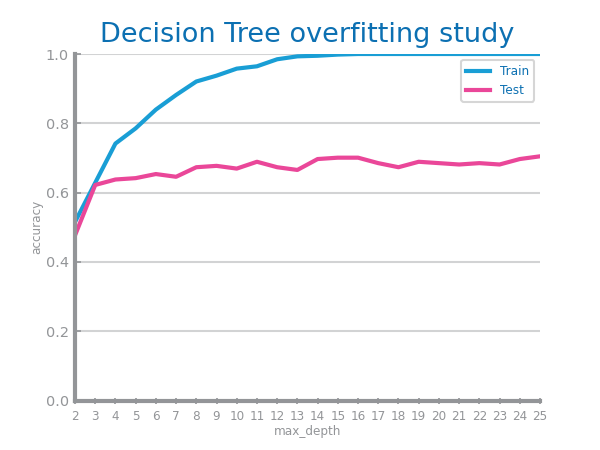 Decision Tree overfitting study
1.0
0.8
0.6
0.4
0.2
0.0
accuracy
Train
Test
2 3 4 5 6 7 8 9 10 11 12 13 14 15 16 17 18 19 20 21 22 23 24 25
max_depth